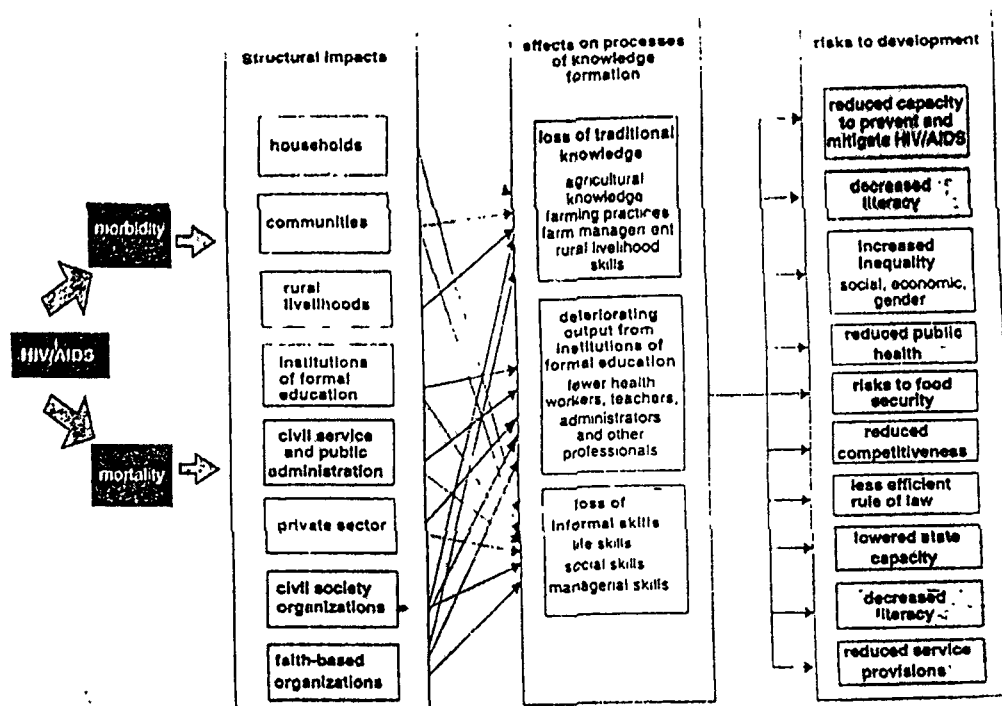 HIV/AIDS
morbidity
mortality
Structural impacts
households
communities
rural
livelihoods
institutions
of formal
education
civil service
and public
administration
private sector
civil society
organizations
faith-based
organizations
effects on processes
of knowledge
formation
loss of traditional
knowledge
agricultural
knowledge
farming practices
farm management
rural livelihood
skills
deteriorating
output from
institutions of
formal education
fewer health
workers, teachers,
administrators
and other
professionals
loss of
informal skills
life skills
social skills
managerial skills
risks to development
reduced capacity
to prevent and
mitigate HIV/AIDS
decreased
literacy
increased
inequality
social, economic,
gender
reduced public
health
risks to food
security
reduced
competitiveness
less efficient
rule of law
lowered state
capacity
decreased
literacy
reduced service
provisions